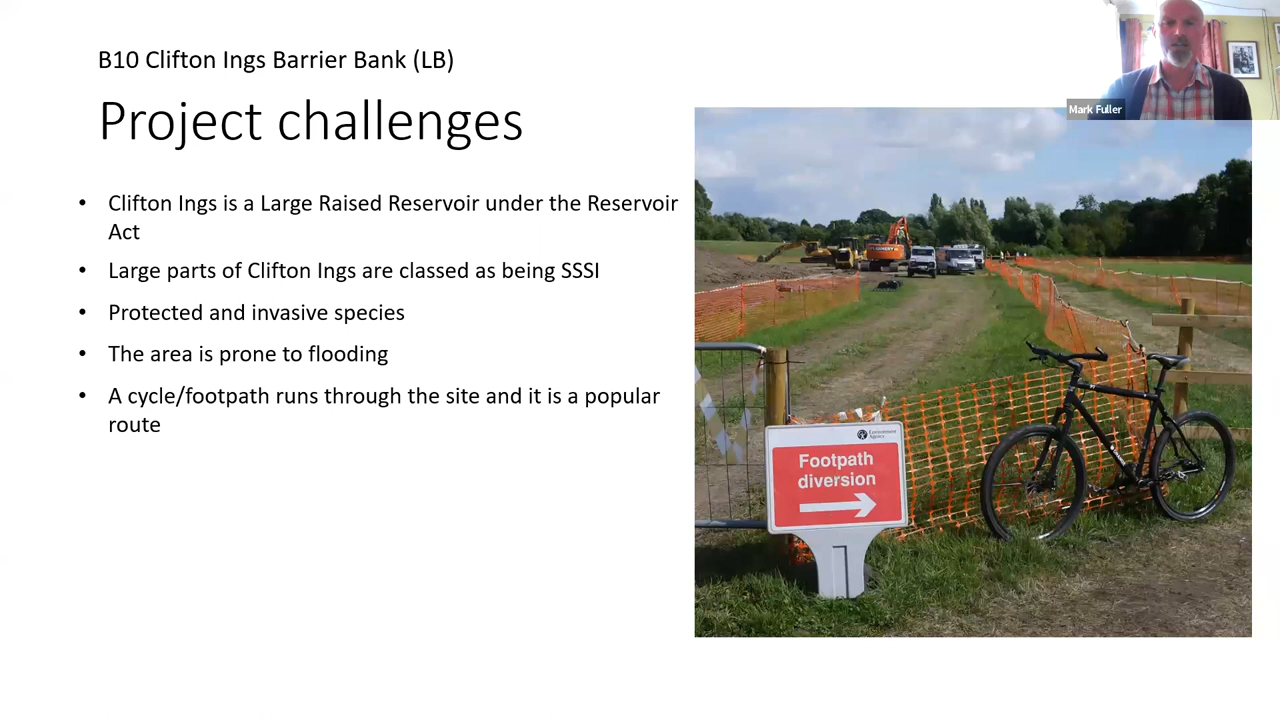 B10 Clifton Ings Barrier Bank (LB)
Project challenges
• Clifton Ings is a Large Raised Reservoir under the Reservoir
Act
• Large parts of Clifton Ings are classed as being SSSI
• Protected and invasive species
• The area is prone to flooding
• A cycle/footpath runs through the site and it is a popular
route
Mark Fuller
Environment
Agency
Footpath
diversion